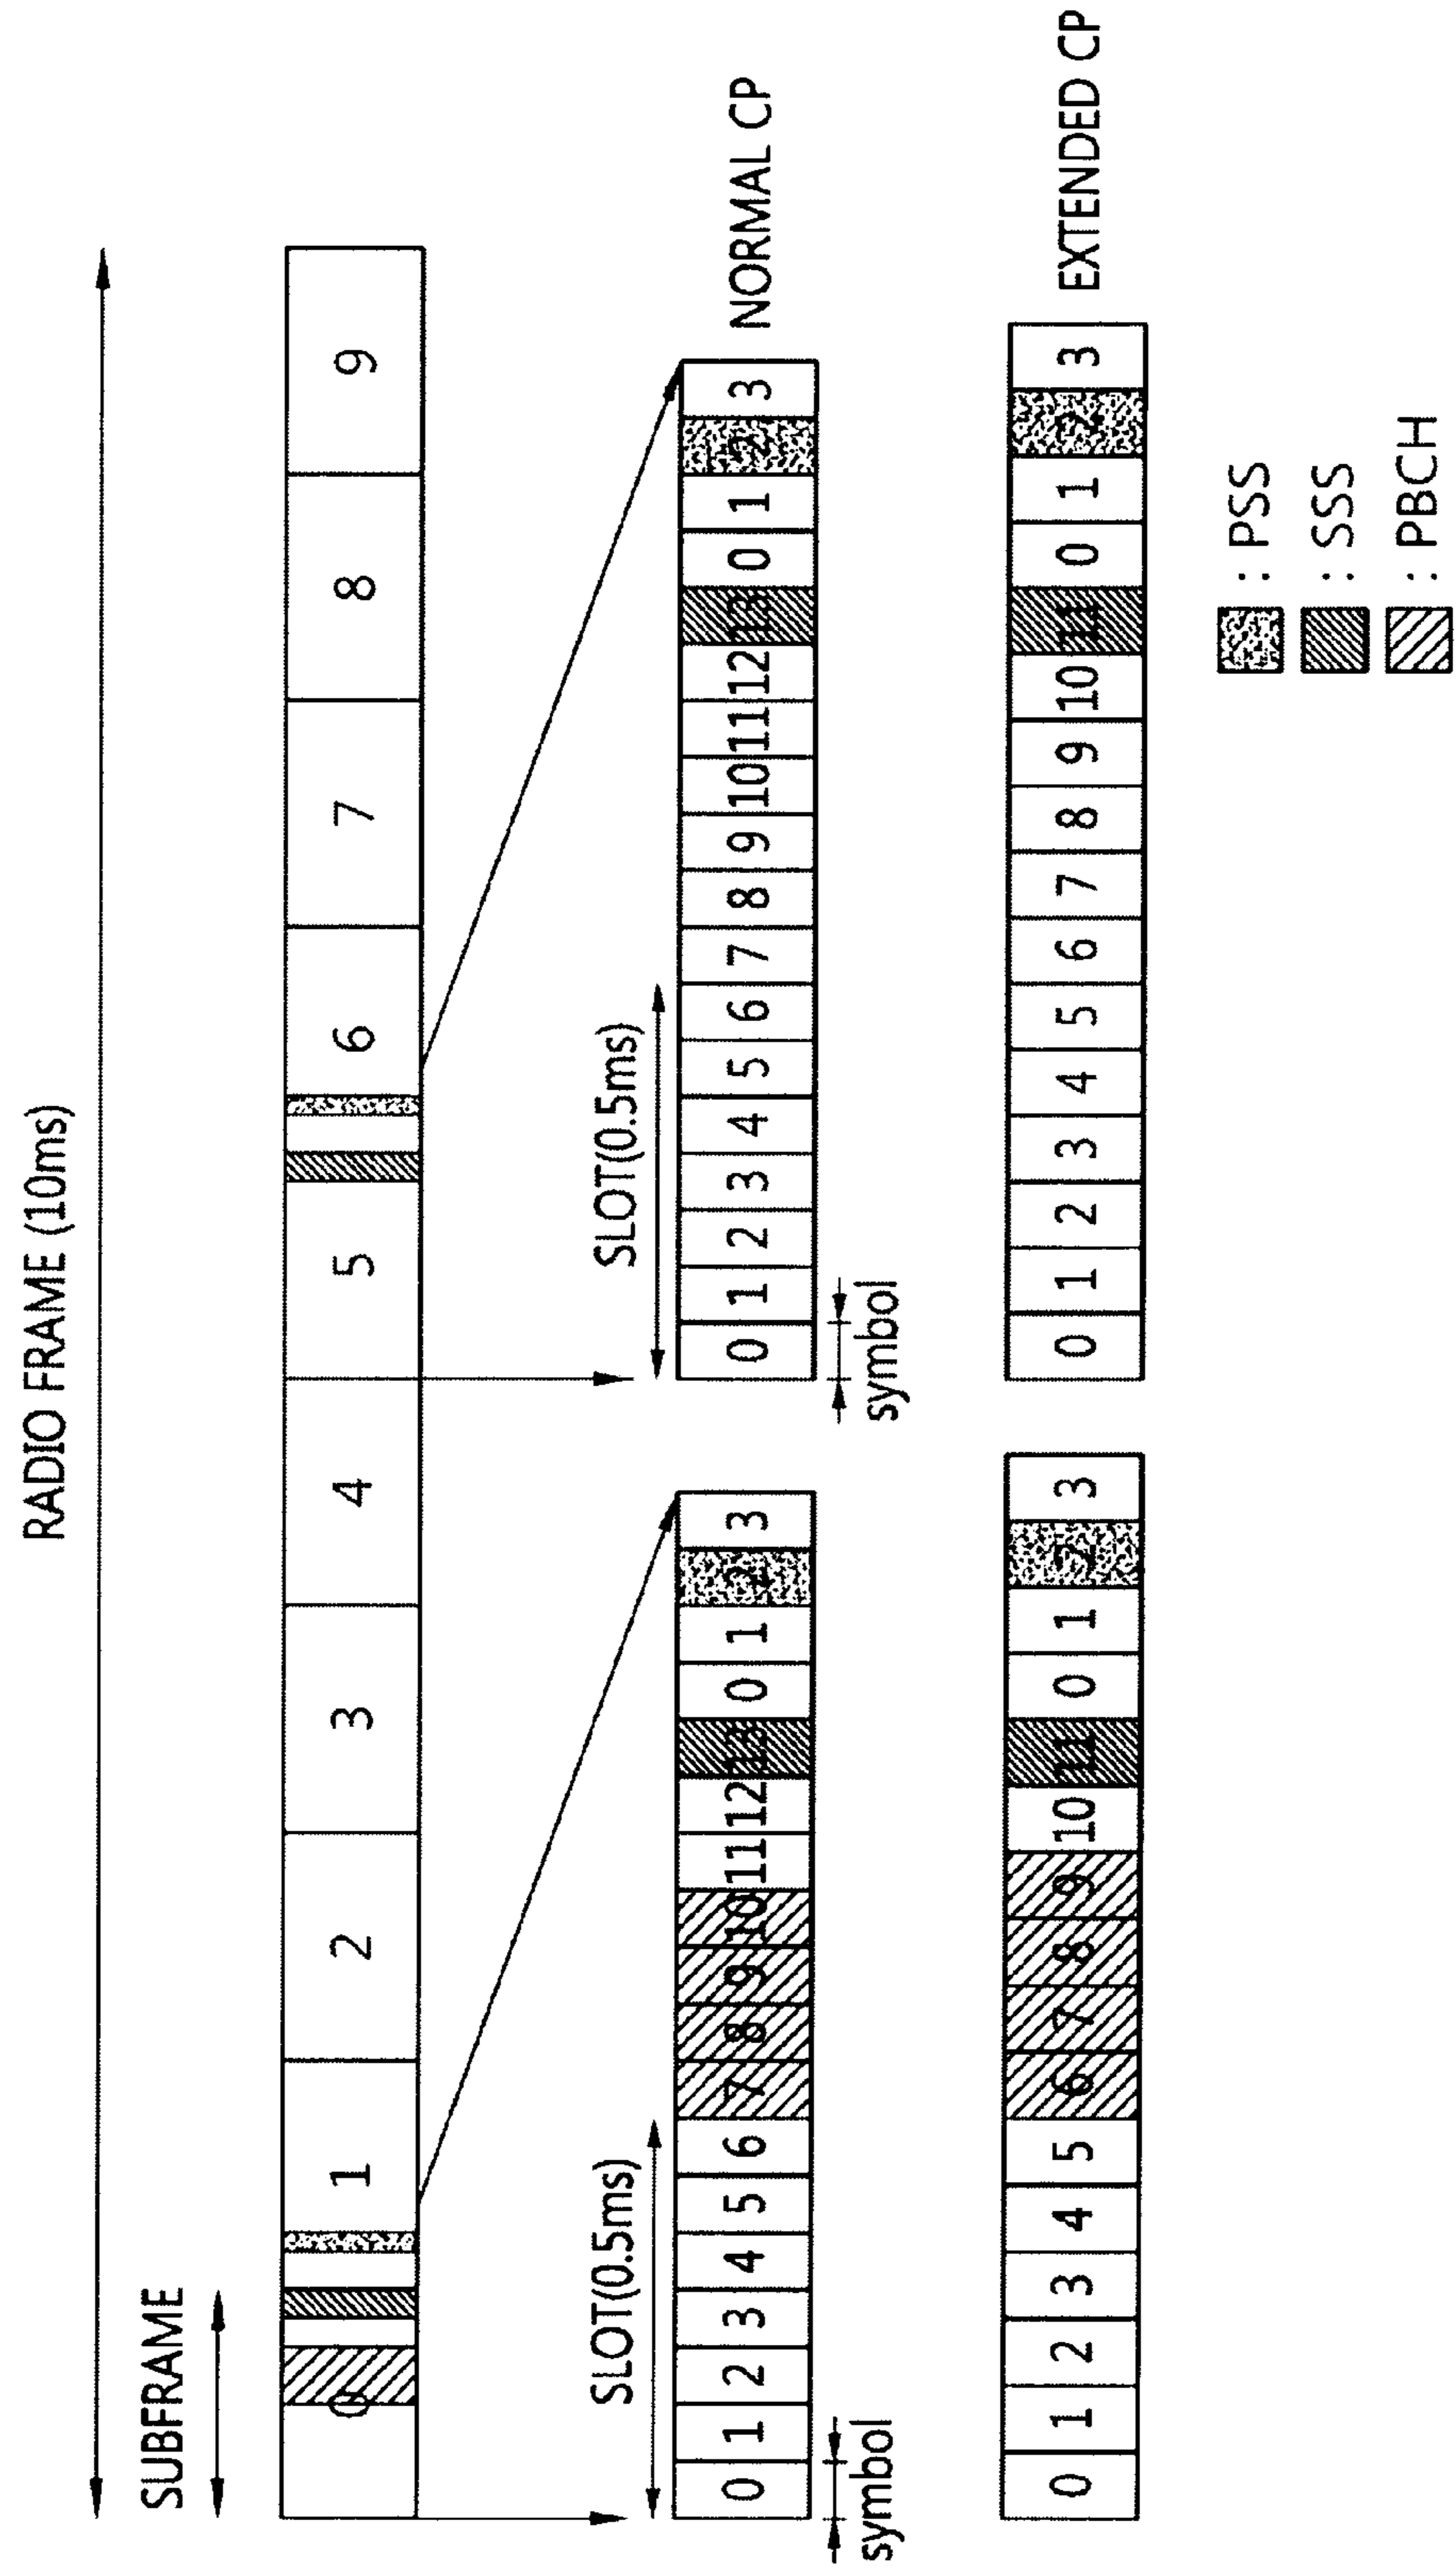 RADIO FRAME (10ms)
SUBFRAME
0 1 2 3 4 5 6 7 8 9
SLOT(0.5ms) SLOT(0.5ms)
0 1 2 3 4 5 6 7 8 9 10 11 12 13 0 1 2 3
0 1 2 3 4 5 6 7 8 9 10 11 12 13 0 1 2 3
NORMAL CP
symbol symbol
0 1 2 3 4 5 6 7 8 9 10 11 0 1 2 3
0 1 2 3 4 5 6 7 8 9 10 11 0 1 2 3
EXTENDED CP
: PSS
: SSS
: PBCH